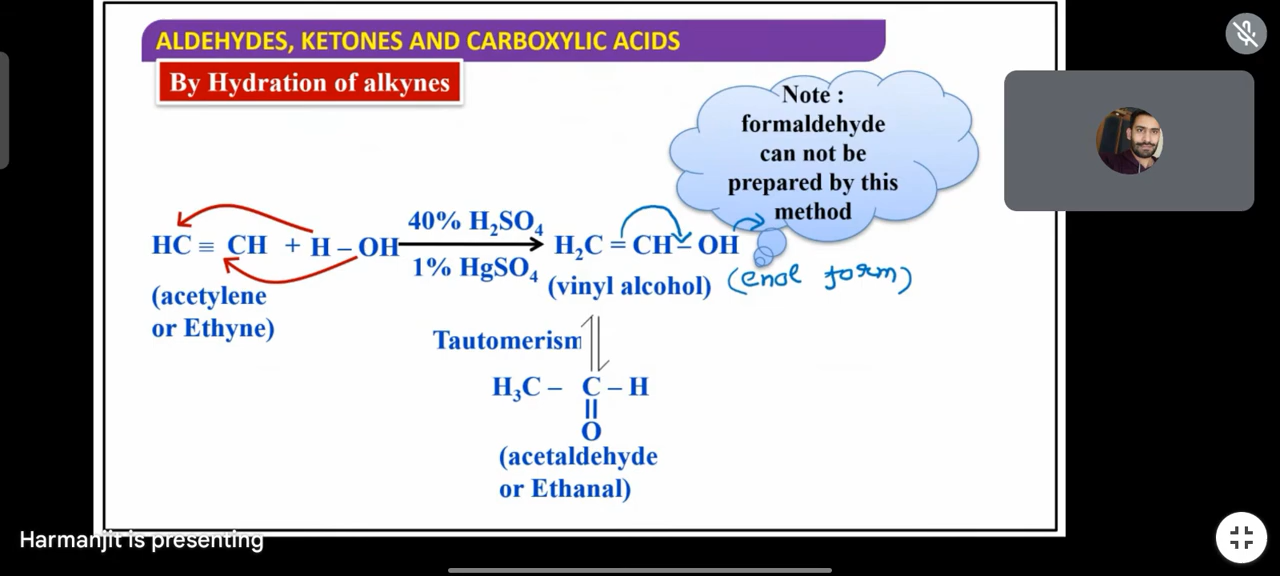 ALDEHYDES, KETONES AND CARBOXYLIC ACIDS
By Hydration of alkynes
Note :
formaldehyde
can not be
prepared by this
method
40% H₂SO₄
HC ≡ CH + H – OH
H₂C = CH – OH
1% HgSO₄
(vinyl alcohol) (enol form)
(acetylene
or Ethyne)
Tautomerism
H₃C – C – H
||
O
(acetaldehyde
or Ethanal)
Harmanjit is presenting